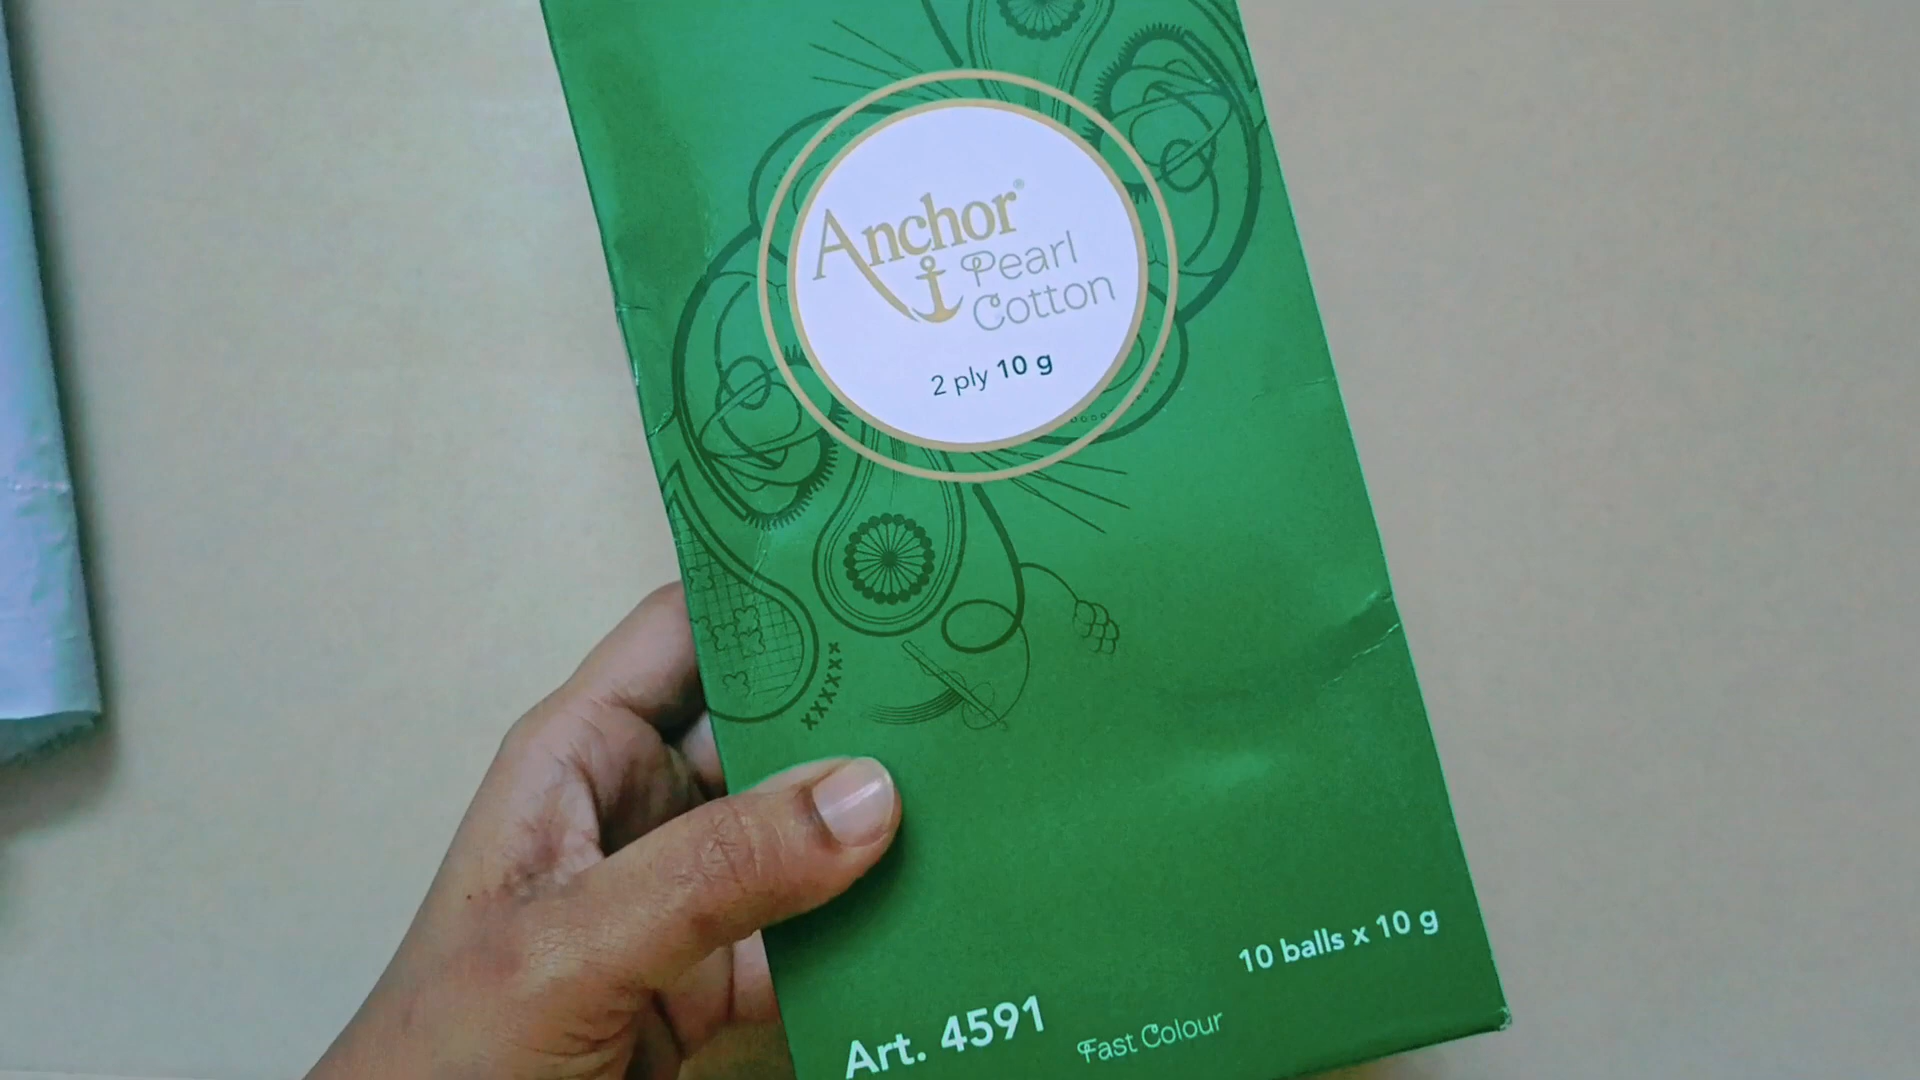 Anchor®
Pearl
Cotton
2 ply 10 g
10 balls x 10 g
Art. 4591
Fast Colour